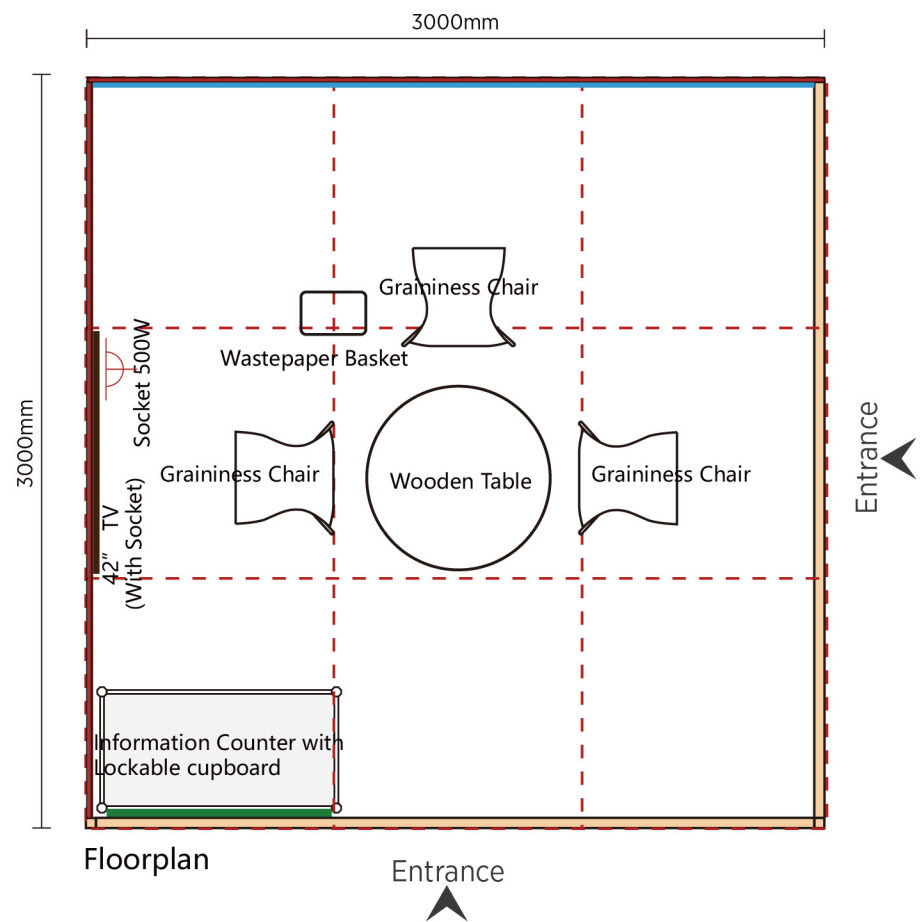 3000mm
3000mm
Graininess Chair
Wastepaper Basket
Socket 500W
Graininess Chair
Wooden Table
Graininess Chair
42″ TV
(With Socket)
Entrance
Information Counter with
Lockable cupboard
Floorplan
Entrance